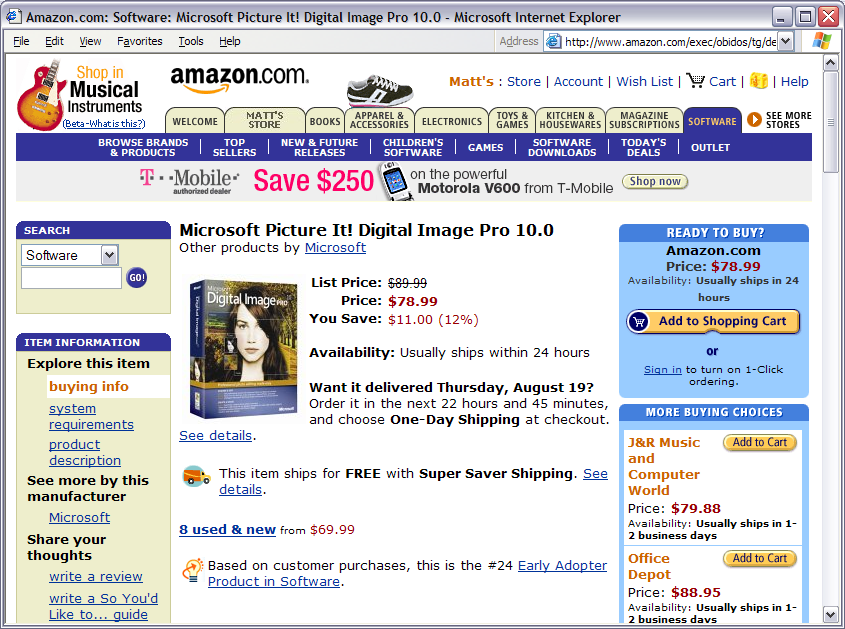 Amazon.com: Software: Microsoft Picture It! Digital Image Pro 10.0 - Microsoft Internet Explorer
File Edit View Favorites Tools Help
Address http://www.amazon.com/exec/obidos/tg/de
Shop in
Musical
Instruments
(Beta-What is this?)
amazon.com.
Matt's : Store | Account | Wish List | Cart | | Help
WELCOME
MATT'S
STORE
BOOKS
APPAREL &
ACCESSORIES
ELECTRONICS
TOYS &
GAMES
KITCHEN &
HOUSEWARES
MAGAZINE
SUBSCRIPTIONS
SOFTWARE
SEE MORE
STORES
BROWSE BRANDS
& PRODUCTS
TOP
SELLERS
NEW & FUTURE
RELEASES
CHILDREN'S
SOFTWARE
GAMES
SOFTWARE
DOWNLOADS
TODAY'S
DEALS
OUTLET
T-Mobile
authorized dealer
Save $250
on the powerful
Motorola V600 from T-Mobile
Shop now
SEARCH
Software
GO!
ITEM INFORMATION
Explore this item
buying info
system
requirements
product
description
See more by this
manufacturer
Microsoft
Share your
thoughts
write a review
write a So You'd
Like to... guide
Microsoft Picture It! Digital Image Pro 10.0
Other products by Microsoft
Microsoft
Digital Image PRO
List Price: $89.99
Price: $78.99
You Save: $11.00 (12%)
Availability: Usually ships within 24 hours
Want it delivered Thursday, August 19?
Order it in the next 22 hours and 45 minutes,
and choose One-Day Shipping at checkout.
See details.
This item ships for FREE with Super Saver Shipping. See
details.
8 used & new from $69.99
Based on customer purchases, this is the #24 Early Adopter
Product in Software.
READY TO BUY?
Amazon.com
Price: $78.99
Availability: Usually ships in 24
hours
Add to Shopping Cart
or
Sign in to turn on 1-Click
ordering.
MORE BUYING CHOICES
J&R Music
and
Computer
World
Add to Cart
Price: $79.88
Availability: Usually ships in 1-
2 business days
Office
Depot
Add to Cart
Price: $88.95
Availability: Usually ships in 1-
2 business days